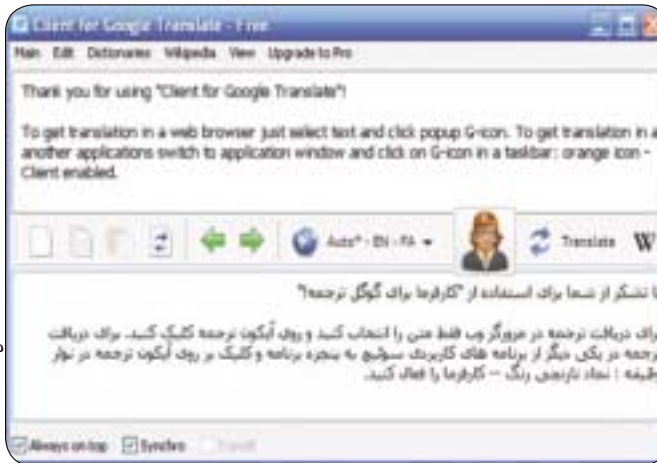 Client for Google Translate - Free
Main Edit Dictionaries Wikipedia View Upgrade to Pro
Thank you for using "Client for Google Translate"!
To get translation in a web browser just select text and click popup G-icon. To get translation in a
another applications switch to application window and click on G-icon in a taskbar; orange icon -
Client enabled.
Auto* - EN - FA Translate W
با تشکر از شما برای استفاده از "کارفرما برای گوگل ترجمه"!
برای دریافت ترجمه در مرورگر وب فقط متن را انتخاب کنید و روی آیکون ترجمه کلیک کنید. برای دریافت
ترجمه در یکی دیگر از برنامه های کاربردی سوئیچ به پنجره برنامه و کلیک بر روی آیکون ترجمه در نوار
وظیفه : نماد نارنجی رنگ -- کارفرما را فعال کنید.
Always on top Synchro